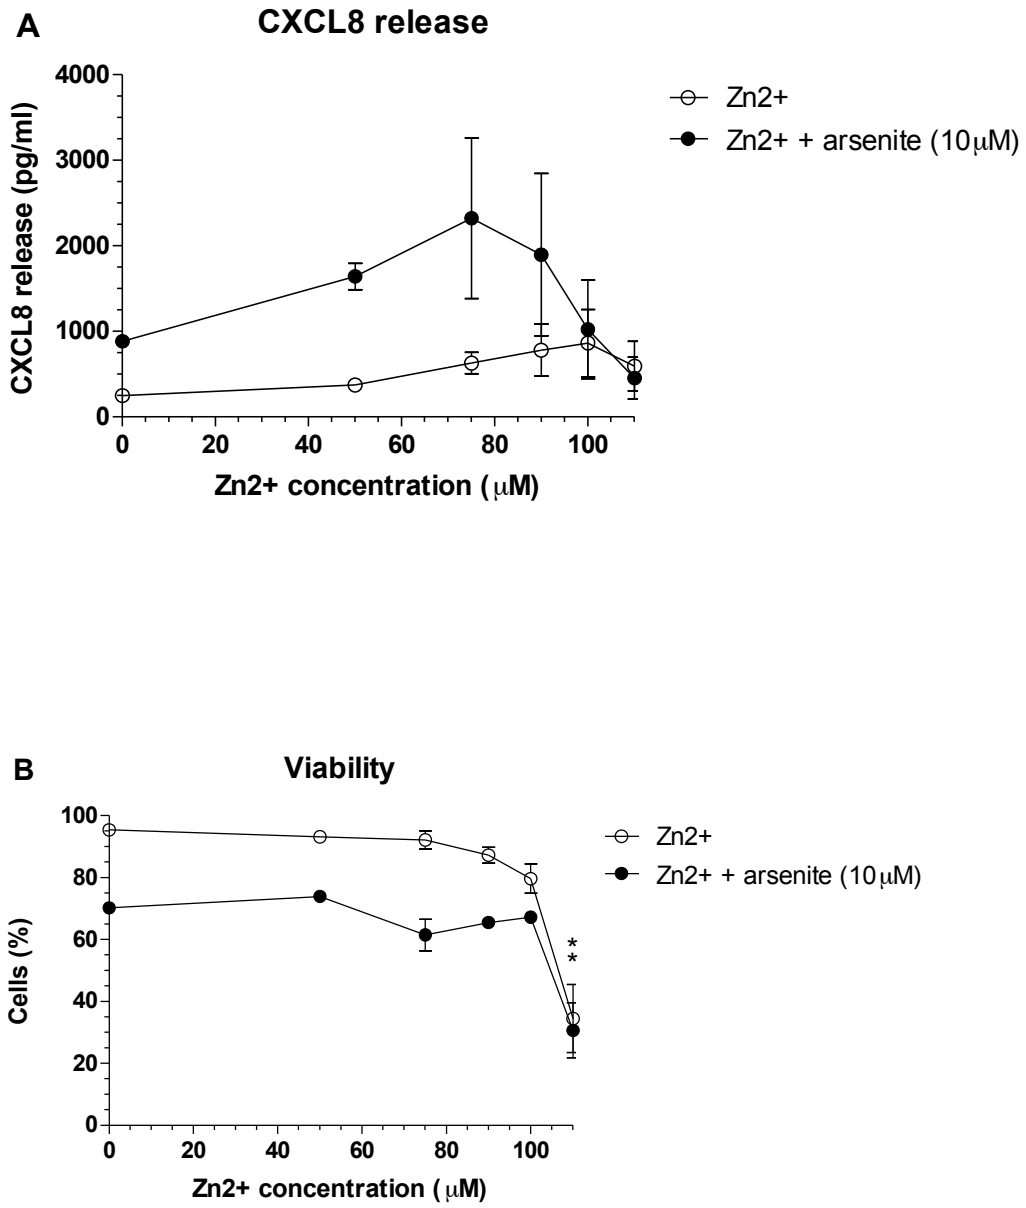 A
CXCL8 release
CXCL8 release (pg/ml)
4000
3000
2000
1000
0
0 20 40 60 80 100
Zn2+ concentration (μM)
Zn2+
Zn2+ + arsenite (10μM)
B
Viability
Cells (%)
100
80
60
40
20
0
0 20 40 60 80 100
Zn2+ concentration (μM)
Zn2+
Zn2+ + arsenite (10μM)
*
*